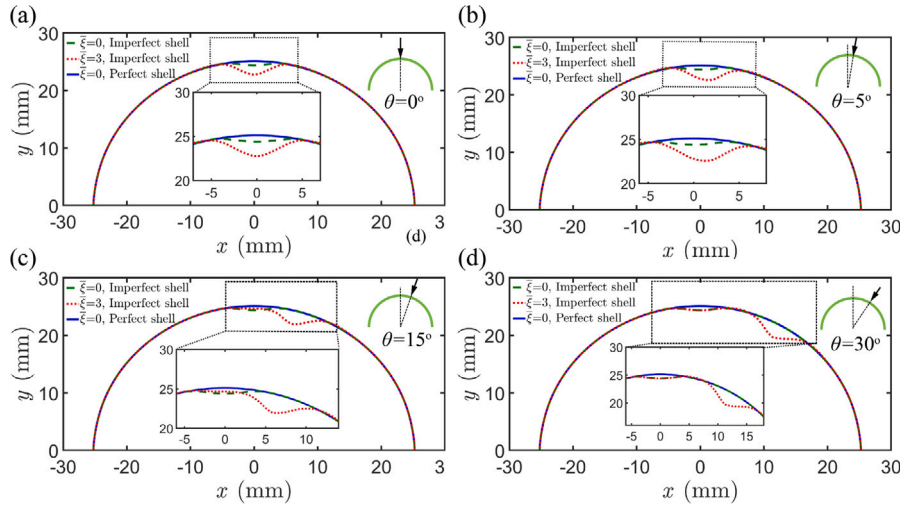 (a)
ξ̄=0, Imperfect shell
ξ̄=3, Imperfect shell
ξ̄=0, Perfect shell
θ=0°
30
20
10
0
y (mm)
30
25
20
-5 0 5
-30 -20 -10 0 10 20 3
x (mm)
(d)
(b)
ξ̄=0, Imperfect shell
ξ̄=3, Imperfect shell
ξ̄=0, Perfect shell
θ=5°
30
20
10
0
y (mm)
30
25
20
-5 0 5
-30 -20 -10 0 10 20 30
x (mm)
(c)
ξ̄=0, Imperfect shell
ξ̄=3, Imperfect shell
ξ̄=0, Perfect shell
θ=15°
30
20
10
0
y (mm)
30
25
20
-5 0 5 10
-30 -20 -10 0 10 20 30
x (mm)
(d)
ξ̄=0, Imperfect shell
ξ̄=3, Imperfect shell
ξ̄=0, Perfect shell
θ=30°
30
20
10
0
y (mm)
30
25
20
-5 0 5 10 15
-30 -20 -10 0 10 20 30
x (mm)